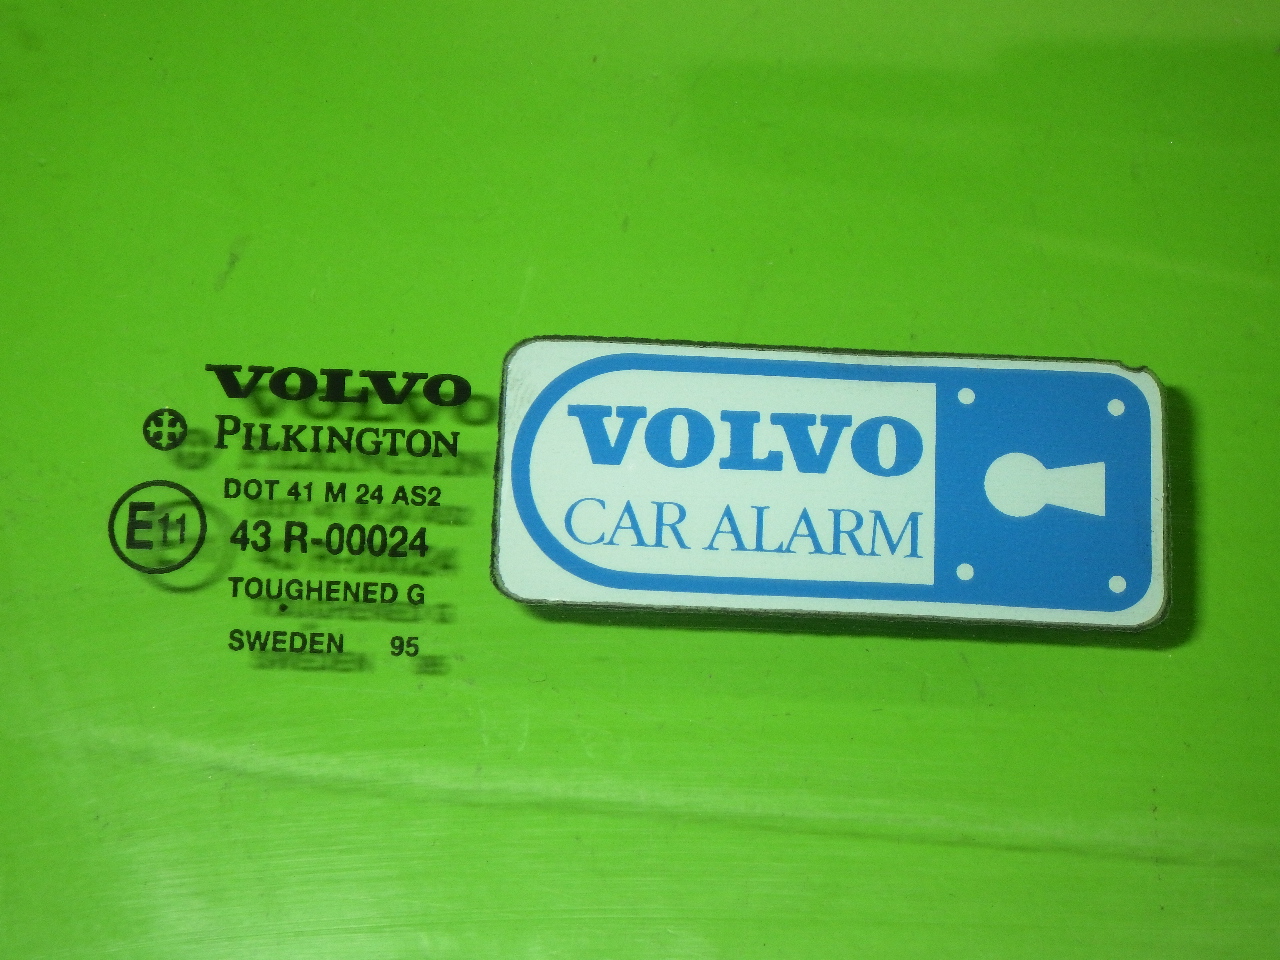 VOLVO
PILKINGTON
DOT 41 M 24 AS2
E11
43 R-00024
TOUGHENED G
SWEDEN 95
VOLVO
CAR ALARM